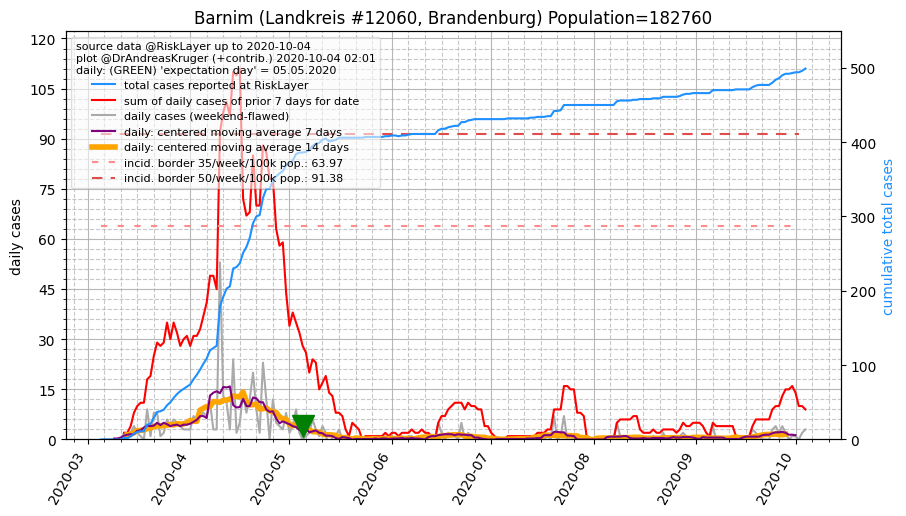 Barnim (Landkreis #12060, Brandenburg) Population=182760
source data @RiskLayer up to 2020-10-04
plot @DrAndreasKruger (+contrib.) 2020-10-04 02:01
daily: (GREEN) 'expectation day' = 05.05.2020
total cases reported at RiskLayer
sum of daily cases of prior 7 days for date
daily cases (weekend-flawed)
daily: centered moving average 7 days
daily: centered moving average 14 days
incid. border 35/week/100k pop.: 63.97
incid. border 50/week/100k pop.: 91.38
daily cases
120
105
90
75
60
45
30
15
0
cumulative total cases
500
400
300
200
100
0
2020-03
2020-04
2020-05
2020-06
2020-07
2020-08
2020-09
2020-10